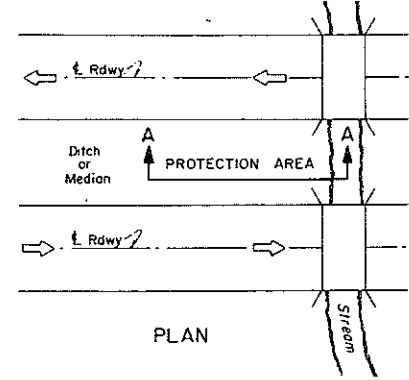 ℄ Rdwy
A A
Ditch
or
Median
PROTECTION AREA
℄ Rdwy
PLAN
Stream